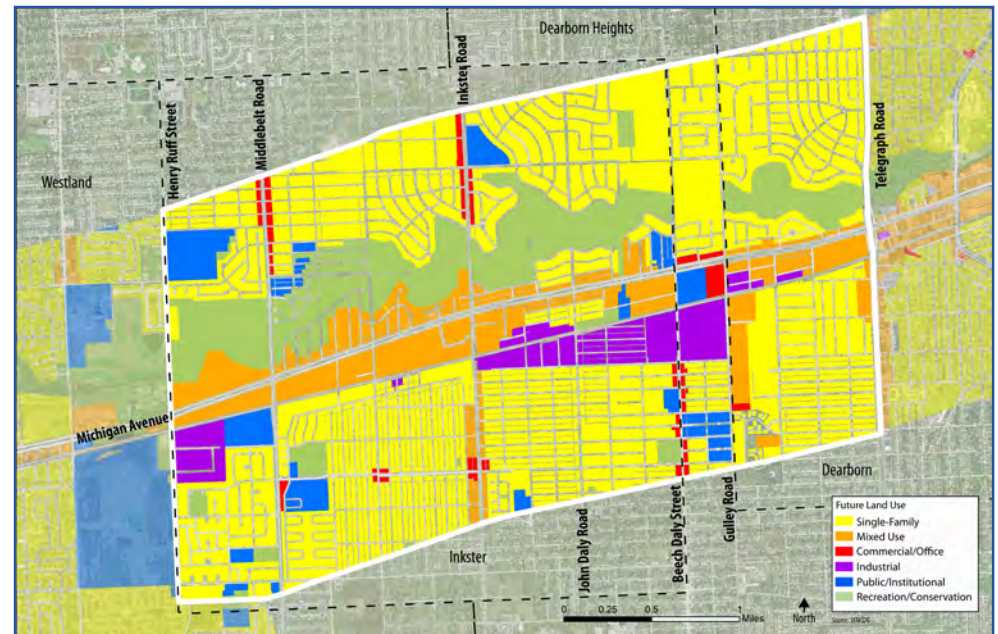 Dearborn Heights
Inkster Road
Middlebelt Road
Henry Ruff Street
Westland
Telegraph Road
Michigan Avenue
Dearborn
Gulley Road
Beech Daly Street
John Daly Road
Inkster
Future Land Use
Single-Family
Mixed Use
Commercial/Office
Industrial
Public/Institutional
Recreation/Conservation
0 0.25 0.5 1
Miles
North
Source: SEMCOG